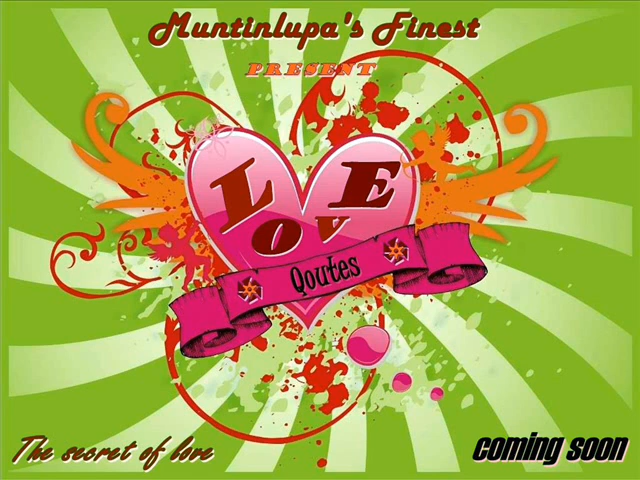 Muntinlupa's Finest
PRESENT
LOVE
Qoutes
The secret of love
coming soon